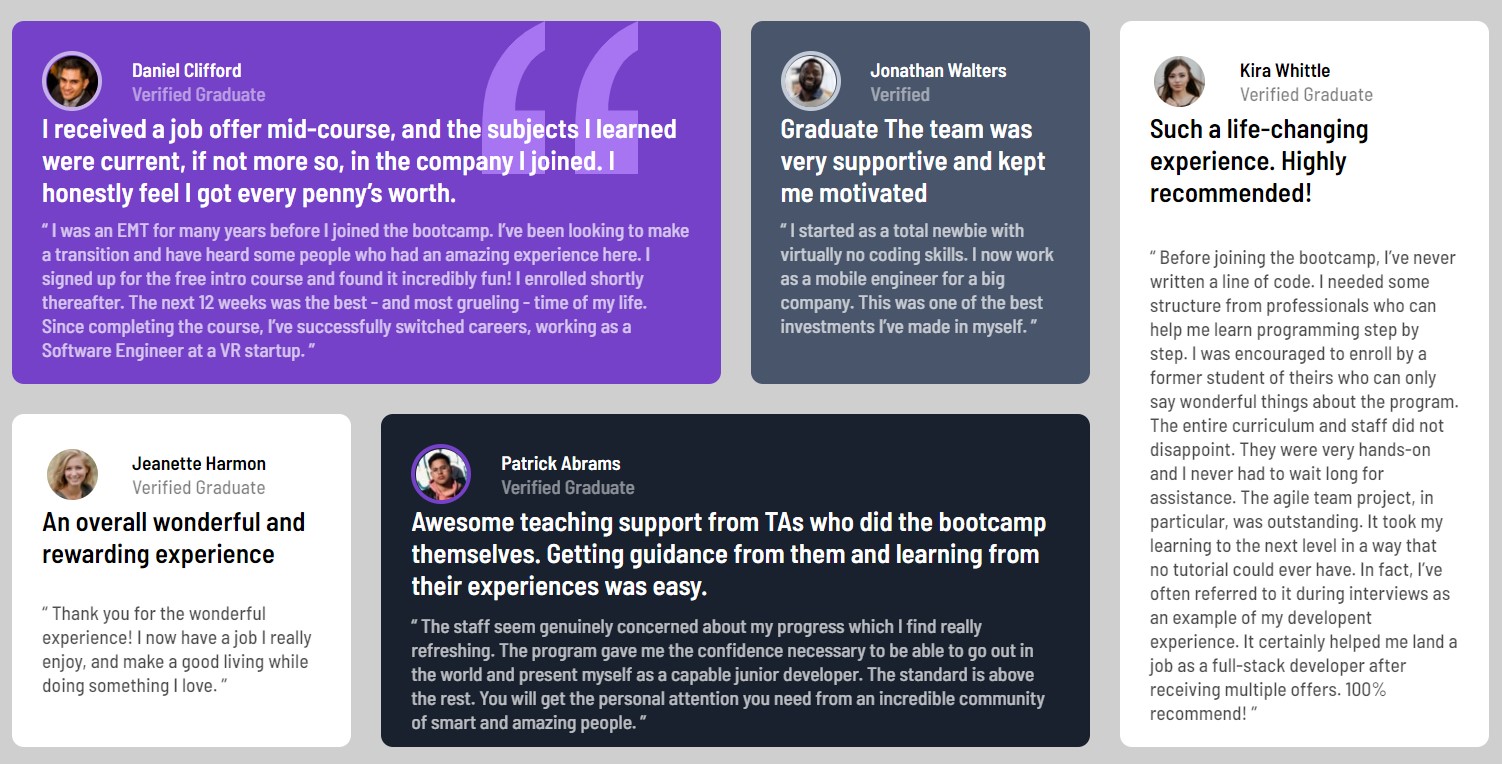 Daniel Clifford
Verified Graduate
I received a job offer mid-course, and the subjects I learned
were current, if not more so, in the company I joined. I
honestly feel I got every penny’s worth.
“ I was an EMT for many years before I joined the bootcamp. I’ve been looking to make
a transition and have heard some people who had an amazing experience here. I
signed up for the free intro course and found it incredibly fun! I enrolled shortly
thereafter. The next 12 weeks was the best - and most grueling - time of my life.
Since completing the course, I’ve successfully switched careers, working as a
Software Engineer at a VR startup. ”
Jonathan Walters
Verified
Graduate The team was
very supportive and kept
me motivated
“ I started as a total newbie with
virtually no coding skills. I now work
as a mobile engineer for a big
company. This was one of the best
investments I’ve made in myself. ”
Kira Whittle
Verified Graduate
Such a life-changing
experience. Highly
recommended!
“ Before joining the bootcamp, I’ve never
written a line of code. I needed some
structure from professionals who can
help me learn programming step by
step. I was encouraged to enroll by a
former student of theirs who can only
say wonderful things about the program.
The entire curriculum and staff did not
disappoint. They were very hands-on
and I never had to wait long for
assistance. The agile team project, in
particular, was outstanding. It took my
learning to the next level in a way that
no tutorial could ever have. In fact, I’ve
often referred to it during interviews as
an example of my developent
experience. It certainly helped me land a
job as a full-stack developer after
receiving multiple offers. 100%
recommend! ”
Jeanette Harmon
Verified Graduate
An overall wonderful and
rewarding experience
“ Thank you for the wonderful
experience! I now have a job I really
enjoy, and make a good living while
doing something I love. ”
Patrick Abrams
Verified Graduate
Awesome teaching support from TAs who did the bootcamp
themselves. Getting guidance from them and learning from
their experiences was easy.
“ The staff seem genuinely concerned about my progress which I find really
refreshing. The program gave me the confidence necessary to be able to go out in
the world and present myself as a capable junior developer. The standard is above
the rest. You will get the personal attention you need from an incredible community
of smart and amazing people. ”